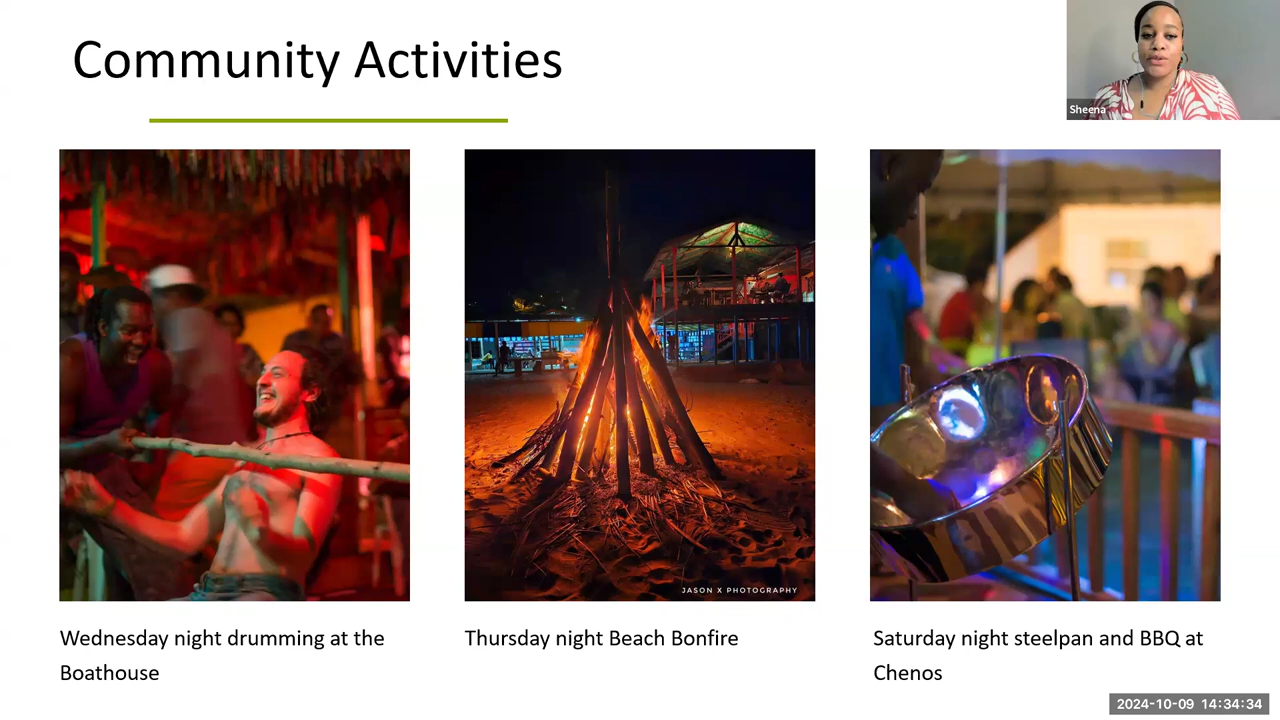 Community Activities
Sheena
JASON X PHOTOGRAPHY
Wednesday night drumming at the
Boathouse
Thursday night Beach Bonfire
Saturday night steelpan and BBQ at
Chenos
2024-10-09 14:34:34